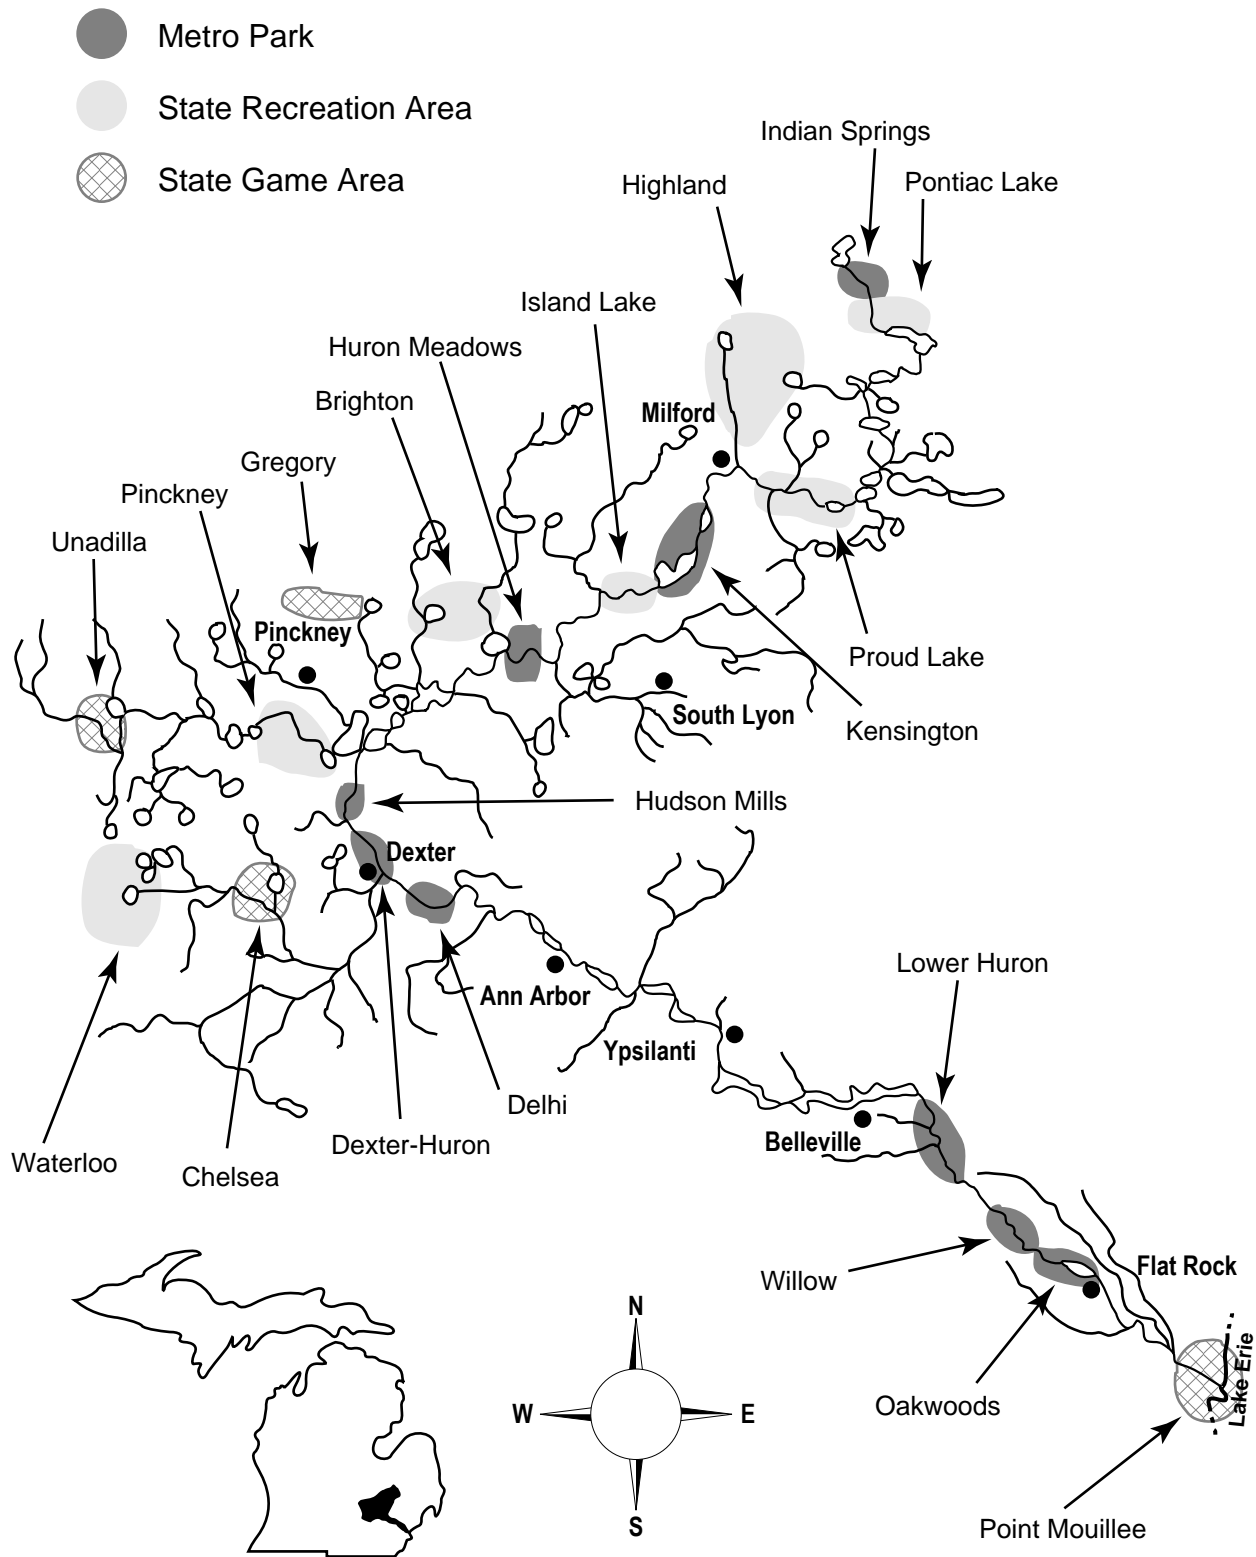 Metro Park
State Recreation Area
State Game Area
Indian Springs
Highland
Pontiac Lake
Island Lake
Huron Meadows
Brighton
Milford
Gregory
Pinckney
Unadilla
Pinckney
Proud Lake
South Lyon
Kensington
Hudson Mills
Dexter
Lower Huron
Ann Arbor
Ypsilanti
Delhi
Dexter-Huron
Belleville
Waterloo
Chelsea
Flat Rock
Willow
Lake Erie
Oakwoods
N
W
E
S
Point Mouillee